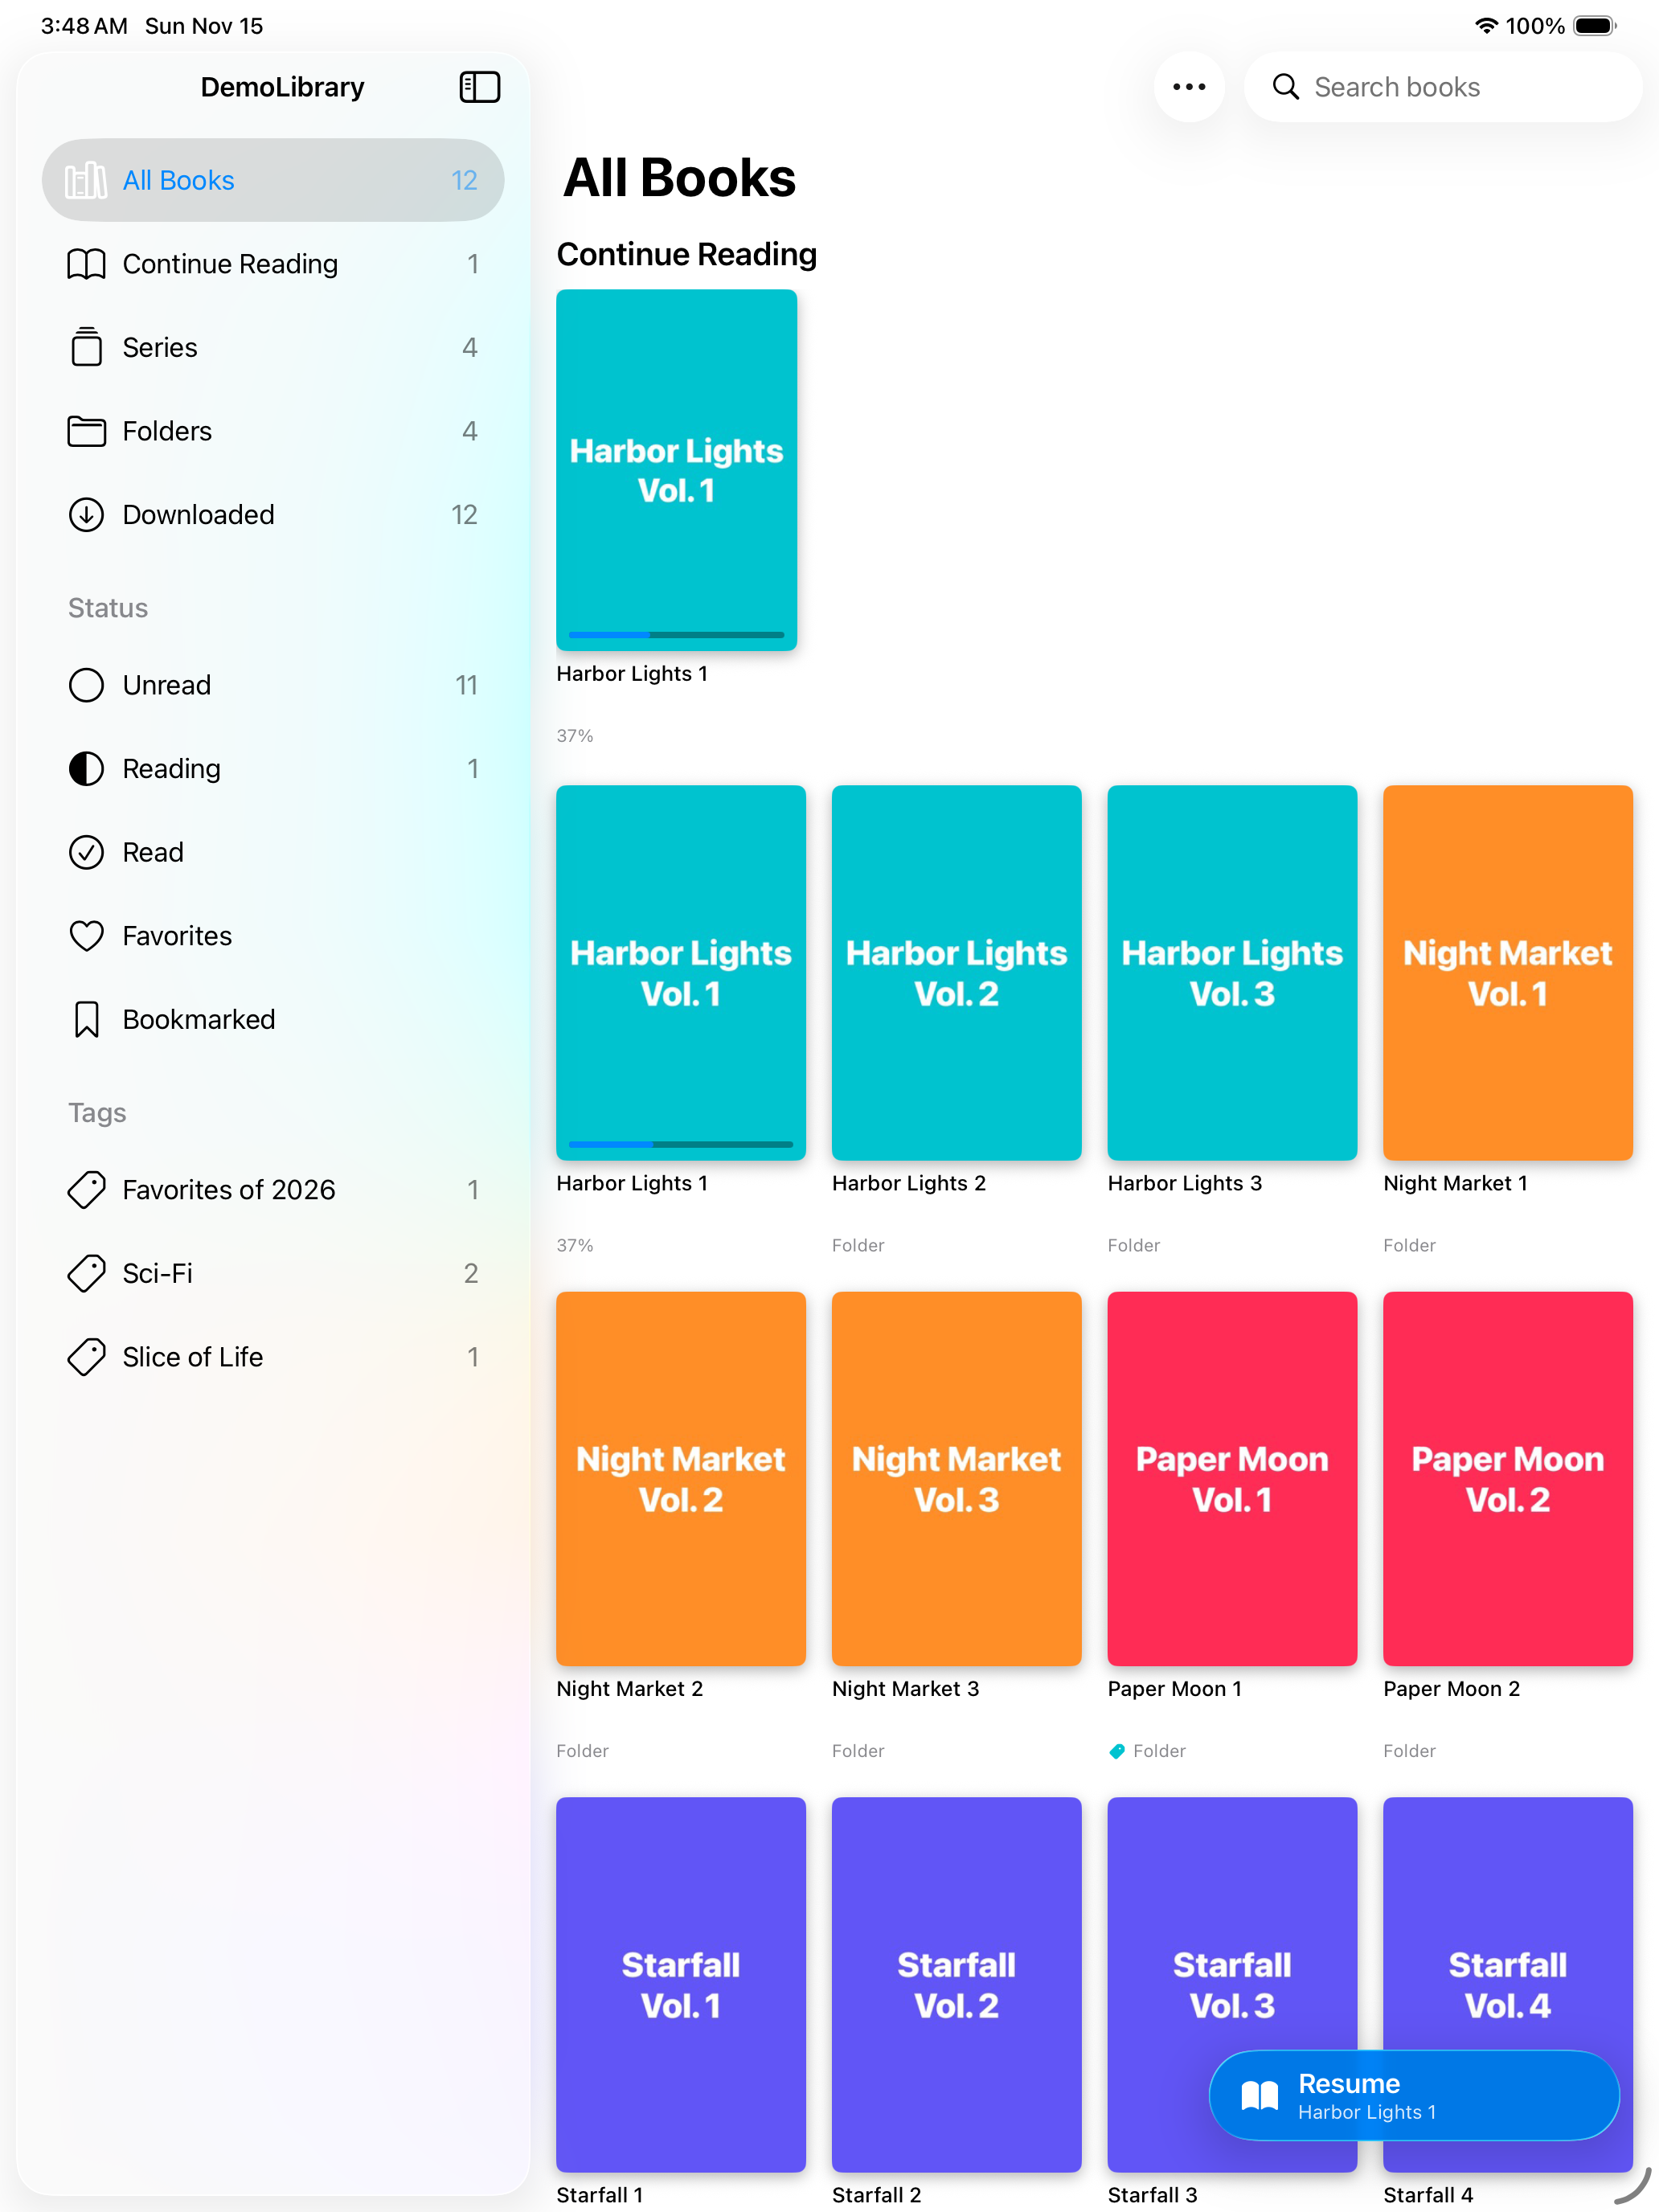 3:48 AM Sun Nov 15
100%
DemoLibrary
Search books
All Books 12
Continue Reading 1
Series 4
Folders 4
Downloaded 12
Status
Unread 11
Reading 1
Read
Favorites
Bookmarked
Tags
Favorites of 2026 1
Sci-Fi 2
Slice of Life 1
All Books
Continue Reading
Harbor Lights
Vol. 1
Harbor Lights 1
37%
Harbor Lights
Vol. 1
Harbor Lights 1
37%
Harbor Lights
Vol. 2
Harbor Lights 2
Folder
Harbor Lights
Vol. 3
Harbor Lights 3
Folder
Night Market
Vol. 1
Night Market 1
Folder
Night Market
Vol. 2
Night Market 2
Folder
Night Market
Vol. 3
Night Market 3
Folder
Paper Moon
Vol. 1
Paper Moon 1
Folder
Paper Moon
Vol. 2
Paper Moon 2
Folder
Starfall
Vol. 1
Starfall 1
Starfall
Vol. 2
Starfall 2
Starfall
Vol. 3
Starfall 3
Starfall
Vol. 4
Starfall 4
Resume
Harbor Lights 1